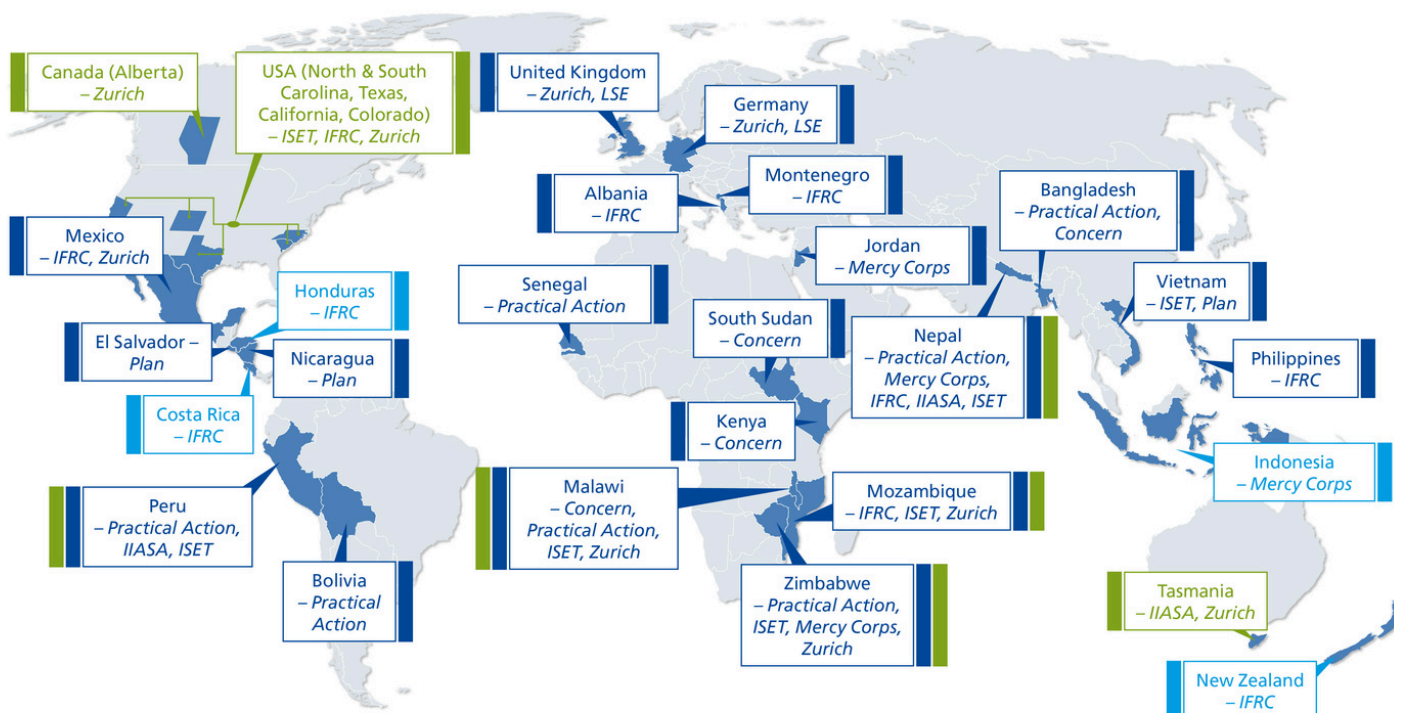 Canada (Alberta)
– Zurich
USA (North & South
Carolina, Texas,
California, Colorado)
– ISET, IFRC, Zurich
United Kingdom
– Zurich, LSE
Germany
– Zurich, LSE
Montenegro
– IFRC
Albania
– IFRC
Bangladesh
– Practical Action,
Concern
Mexico
– IFRC, Zurich
Jordan
– Mercy Corps
Vietnam
– ISET, Plan
Honduras
– IFRC
Senegal
– Practical Action
South Sudan
– Concern
Nepal
– Practical Action,
Mercy Corps,
IFRC, IIASA, ISET
El Salvador –
Plan
Nicaragua
– Plan
Philippines
– IFRC
Costa Rica
– IFRC
Kenya
– Concern
Indonesia
– Mercy Corps
Peru
– Practical Action,
IIASA, ISET
Malawi
– Concern,
Practical Action,
ISET, Zurich
Mozambique
– IFRC, ISET, Zurich
Bolivia
– Practical
Action
Zimbabwe
– Practical Action,
ISET, Mercy Corps,
Zurich
Tasmania
– IIASA, Zurich
New Zealand
– IFRC